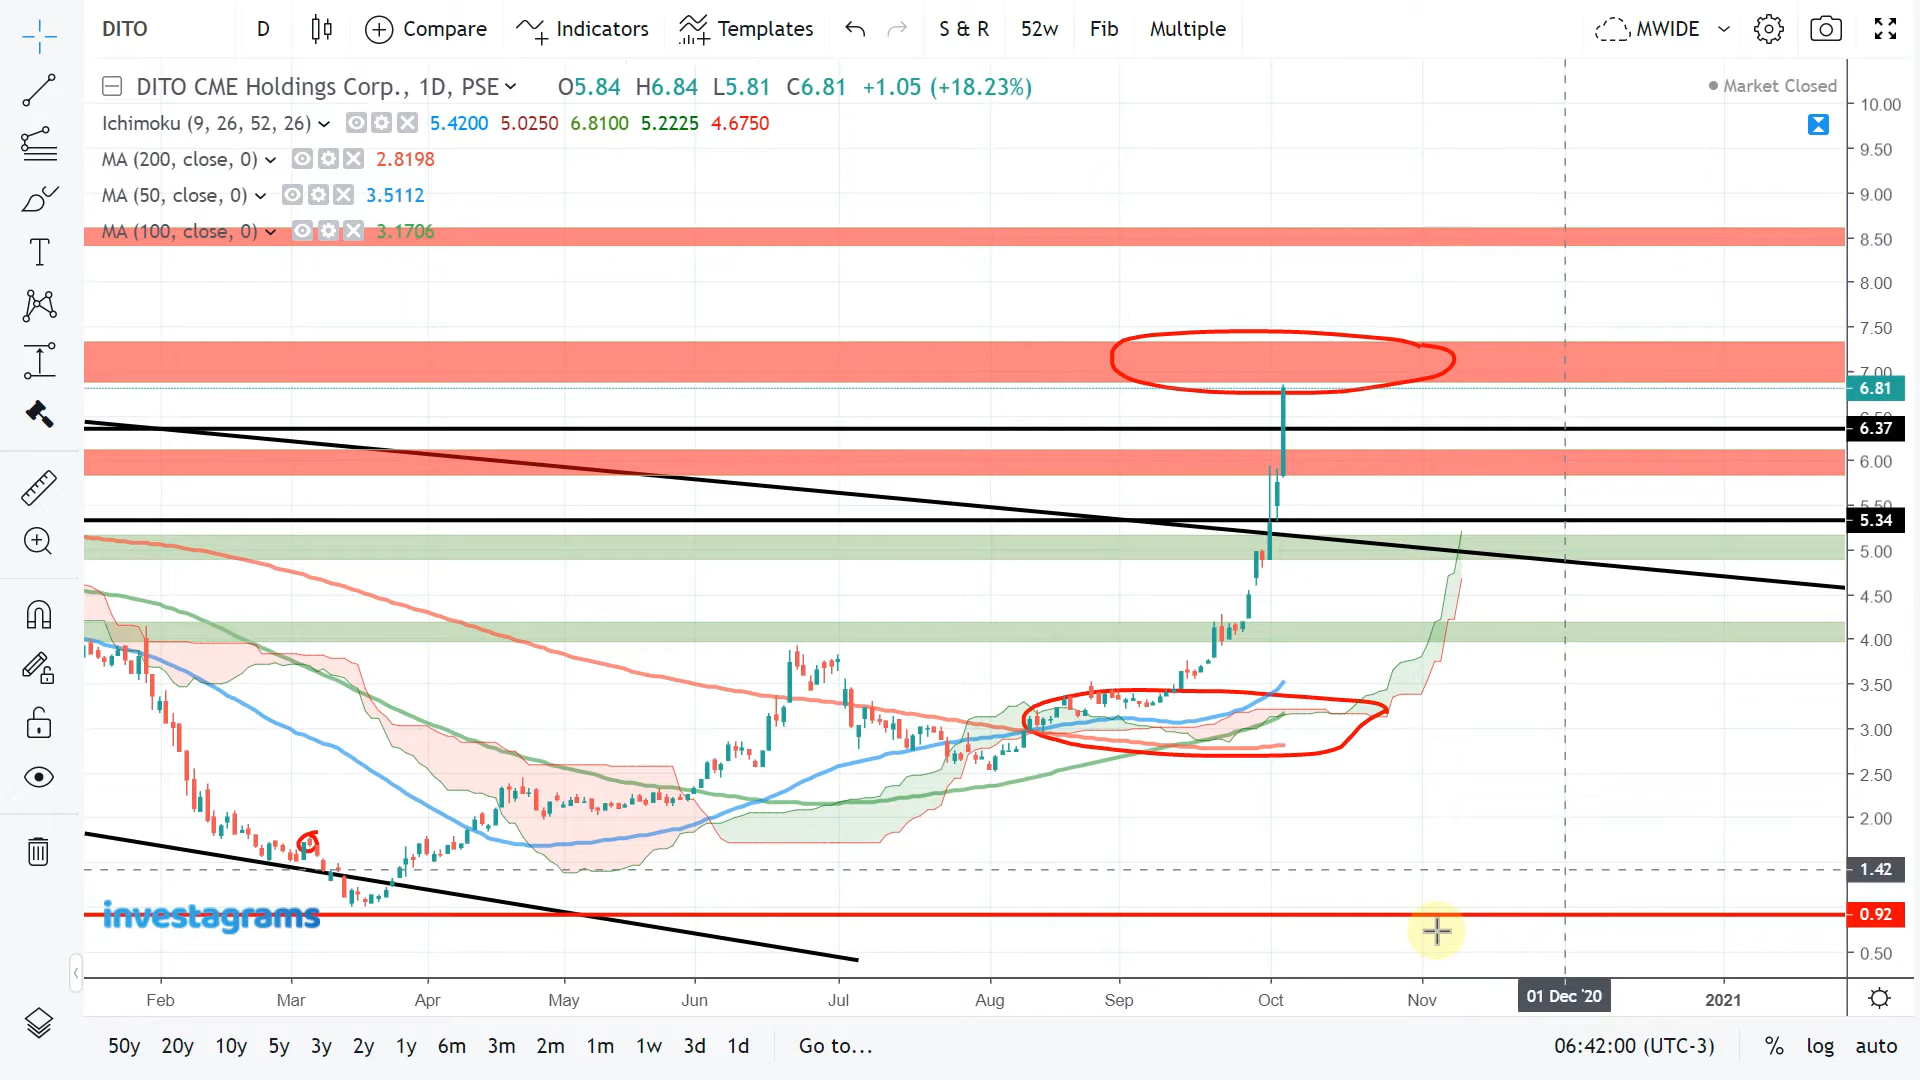 DITO D Compare Indicators Templates S & R 52w Fib Multiple MWIDE
DITO CME Holdings Corp., 1D, PSE O5.84 H6.84 L5.81 C6.81 +1.05 (+18.23%)
Market Closed
Ichimoku (9, 26, 52, 26) 5.4200 5.0250 6.8100 5.2225 4.6750
MA (200, close, 0) 2.8198
MA (50, close, 0) 3.5112
MA (100, close, 0) 3.1706
10.00
9.50
9.00
8.50
8.00
7.50
7.00
6.81
6.50
6.37
6.00
5.50
5.34
5.00
4.50
4.00
3.50
3.00
2.50
2.00
1.42
0.92
0.50
investagrams
Feb Mar Apr May Jun Jul Aug Sep Oct Nov 01 Dec '20 2021
50y 20y 10y 5y 3y 2y 1y 6m 3m 2m 1m 1w 3d 1d Go to... 06:42:00 (UTC-3) % log auto